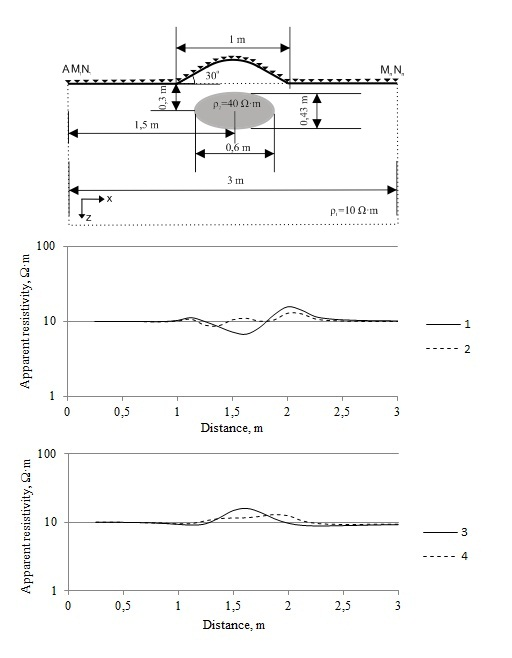 1 m
A M₁N₁
MₙNₙ
30°
0,3 m
ρ₂=40 Ω·m
0,43 m
1,5 m
0,6 m
3 m
x
z
ρ₁=10 Ω·m
Apparent resistivity, Ω·m
100
10
1
0 0,5 1 1,5 2 2,5 3
Distance, m
1
2
Apparent resistivity, Ω·m
100
10
1
0 0,5 1 1,5 2 2,5 3
Distance, m
3
4